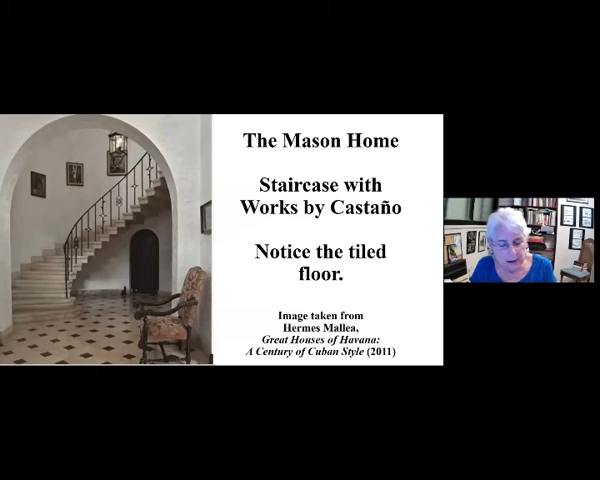 The Mason Home
Staircase with
Works by Castaño
Notice the tiled
floor.
Image taken from
Hermes Mallea,
Great Houses of Havana:
A Century of Cuban Style (2011)